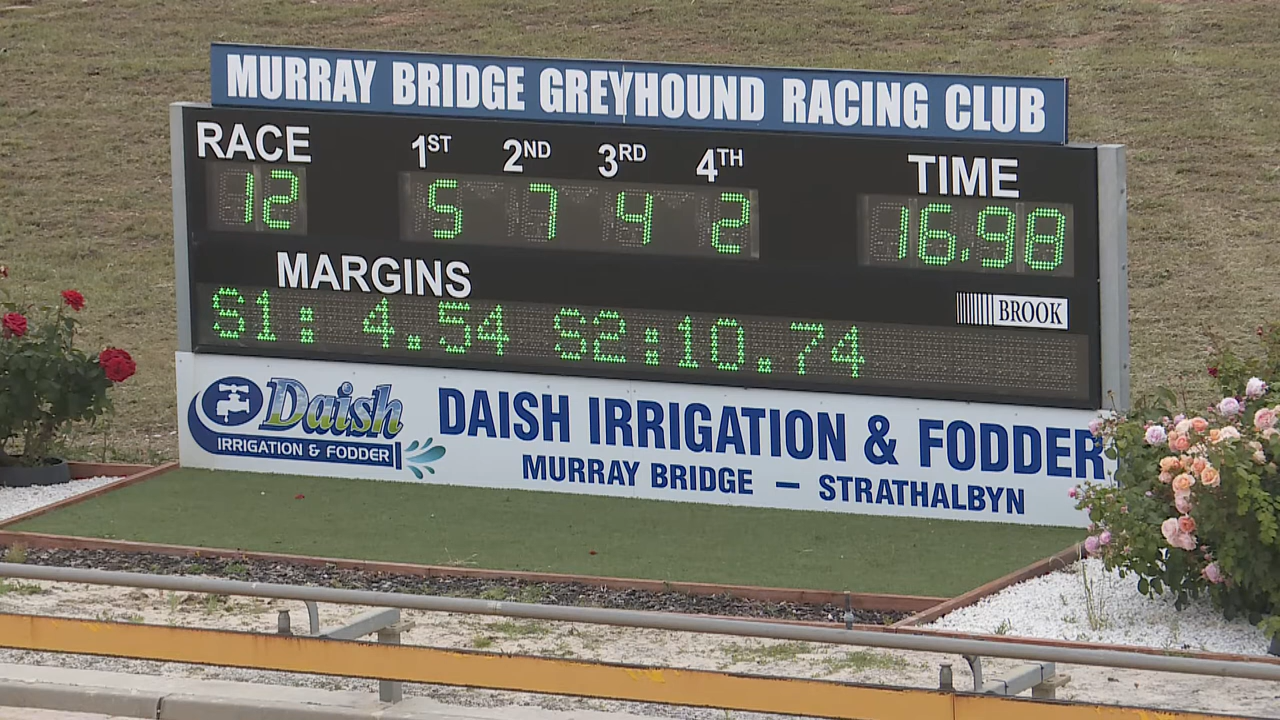 MURRAY BRIDGE GREYHOUND RACING CLUB
RACE 1ST 2ND 3RD 4TH TIME
12 5 7 4 2 16.98
MARGINS
BROOK
S1: 4.54 S2:10.74
Daish
IRRIGATION & FODDER
DAISH IRRIGATION & FODDER
MURRAY BRIDGE – STRATHALBYN